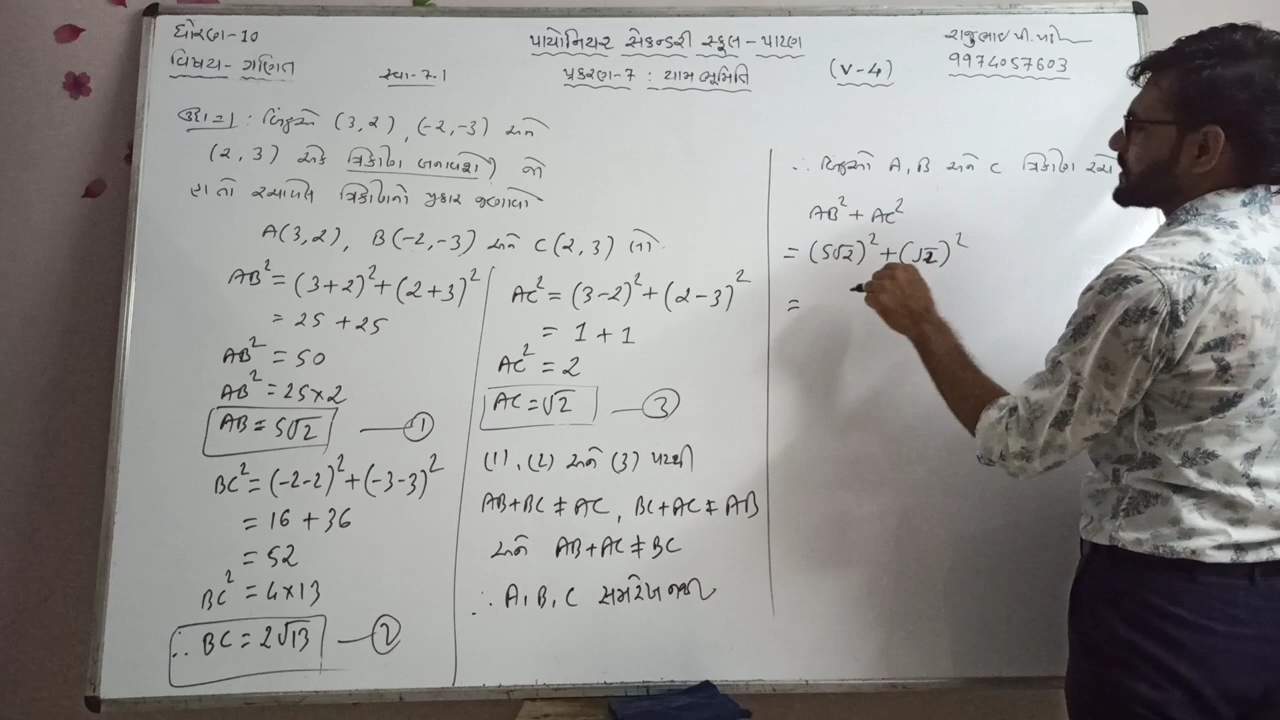 ધોરણ-10
વિષય- ગણિત
સ્વા-7.1
પાયોનિયર સેકન્ડરી સ્કૂલ - પાટણ
પ્રકરણ-7 : યામ ભૂમિતિ
(V-4)
રાજુભાઇ પી.
9974057603
બિંદુઓ (3,2), (-2,-3) અને
(2,3) એક ત્રિકોણ બનાવશે? જો
હા તો રચાયેલ ત્રિકોણનો પ્રકાર જણાવો
A(3,2), B(-2,-3) અને C(2,3) લો.
AB² = (3+2)² + (2+3)²
= 25 + 25
AB² = 50
AB² = 25×2
AB = 5√2 —①
BC² = (-2-2)² + (-3-3)²
= 16 + 36
= 52
BC² = 4×13
∴ BC = 2√13 —②
AC² = (3-2)² + (2-3)²
= 1 + 1
AC² = 2
AC = √2 —③
(1), (2) અને (3) પરથી
AB+BC ≠ AC, BC+AC ≠ AB
અને AB+AC ≠ BC
∴ A, B, C સમરેખ નથી
∴ બિંદુઓ A, B અને C ત્રિકોણ રચે
AB² + AC²
= (5√2)² + (√2)²
=